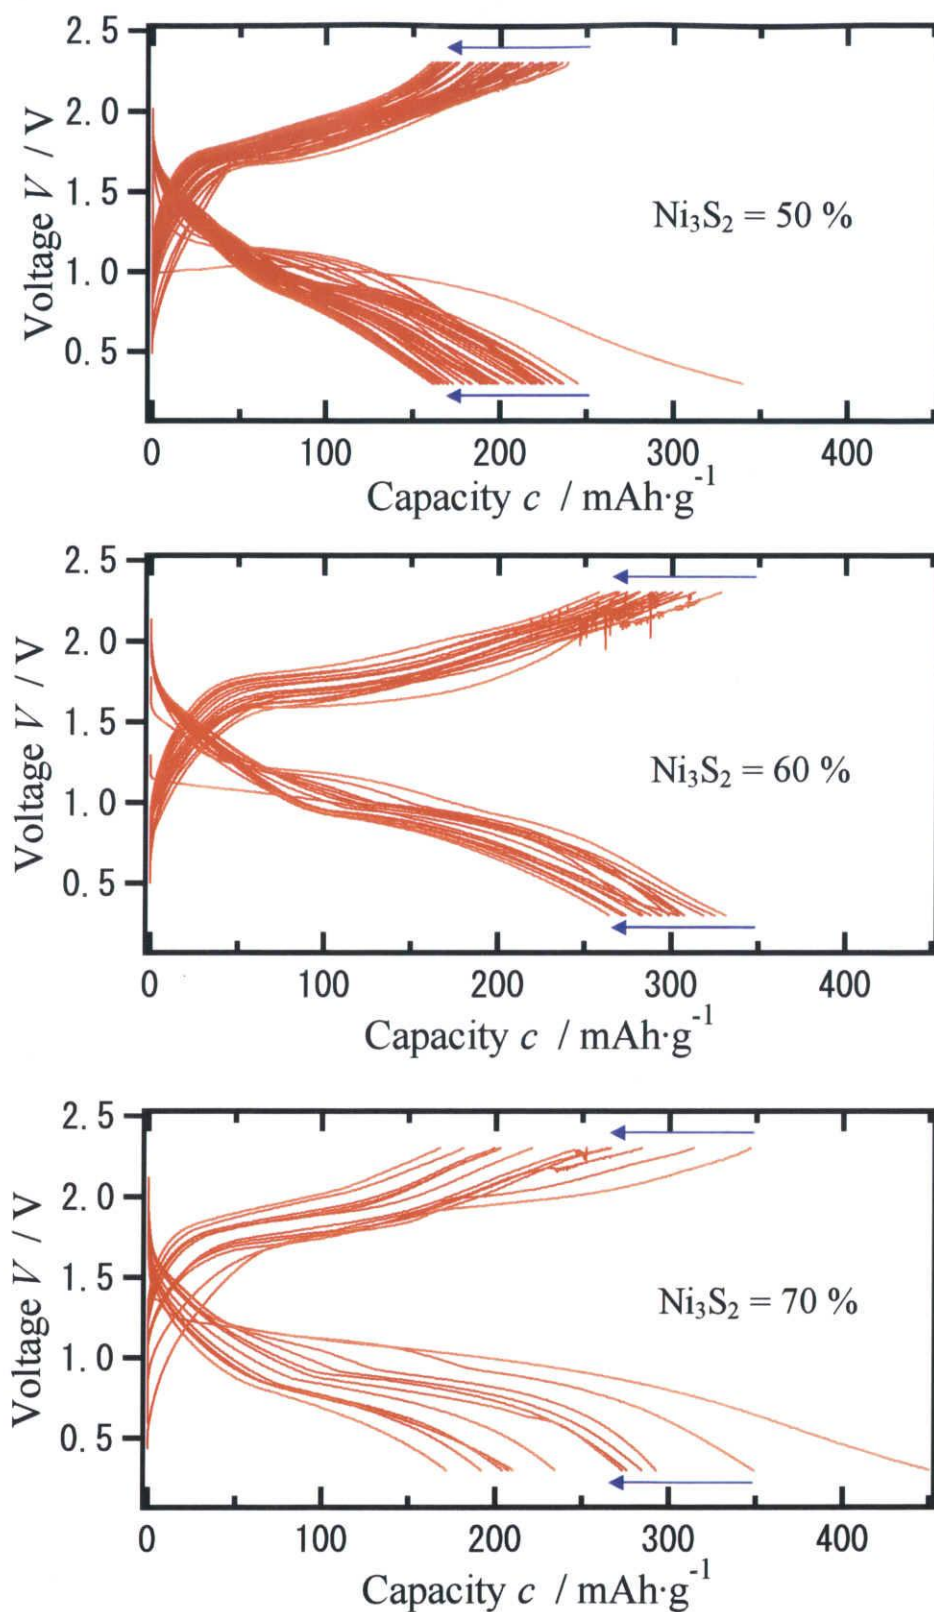 2.5
2.0
1.5
1.0
0.5
Voltage V / V
Ni₃S₂ = 50 %
0 100 200 300 400
Capacity c / mAh·g⁻¹
2.5
2.0
1.5
1.0
0.5
Voltage V / V
Ni₃S₂ = 60 %
0 100 200 300 400
Capacity c / mAh·g⁻¹
2.5
2.0
1.5
1.0
0.5
Voltage V / V
Ni₃S₂ = 70 %
0 100 200 300 400
Capacity c / mAh·g⁻¹